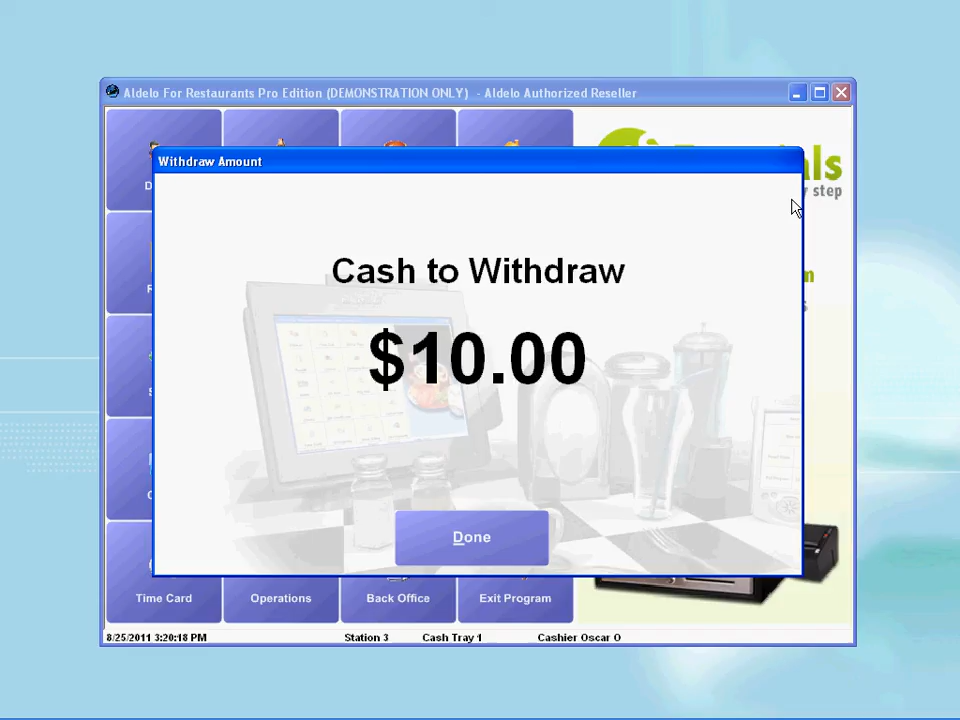 Aldelo For Restaurants Pro Edition (DEMONSTRATION ONLY) - Aldelo Authorized Reseller
Withdraw Amount
step
Cash to Withdraw
$10.00
Done
Time Card
Operations
Back Office
Exit Program
8/25/2011 3:20:18 PM
Station 3
Cash Tray 1
Cashier Oscar O